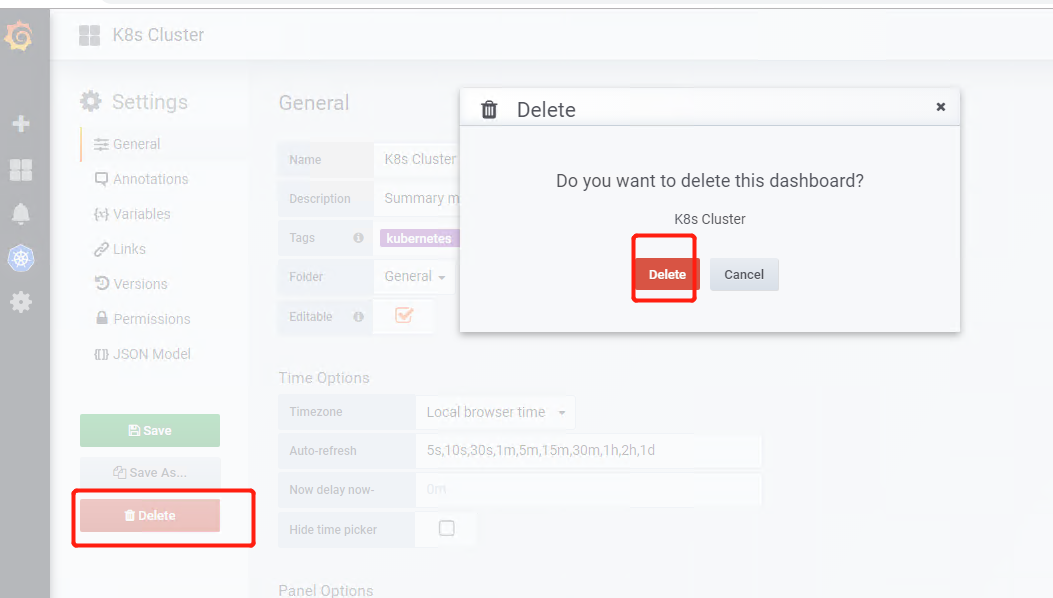 K8s Cluster
Settings
General
Annotations
Variables
Links
Versions
Permissions
JSON Model
Save
Save As...
Delete
General
Name K8s Cluster
Description Summary m
Tags kubernetes
Folder General
Editable
Time Options
Timezone Local browser time
Auto-refresh 5s,10s,30s,1m,5m,15m,30m,1h,2h,1d
Now delay now- 0m
Hide time picker
Panel Options
Delete
Do you want to delete this dashboard?
K8s Cluster
Delete Cancel